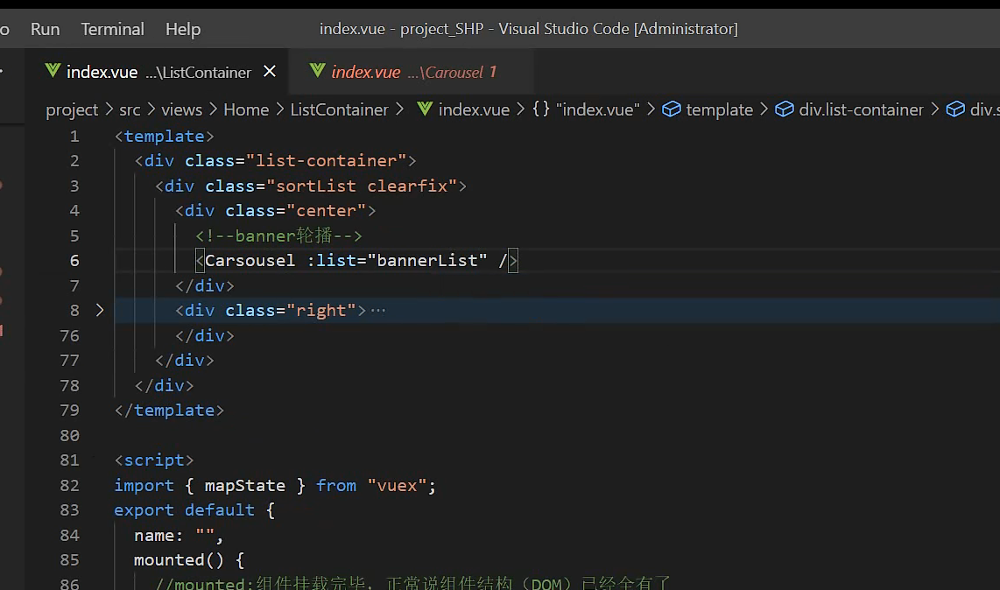 Run Terminal Help index.vue - project_SHP - Visual Studio Code [Administrator]
index.vue ...\ListContainer × index.vue ...\Carousel 1
project > src > views > Home > ListContainer > index.vue > {} "index.vue" > template > div.list-container >
1 <template>
2 <div class="list-container">
3 <div class="sortList clearfix">
4 <div class="center">
5 <!--banner轮播-->
6 <Carsousel :list="bannerList" />
7 </div>
8 > <div class="right">···
76 </div>
77 </div>
78 </div>
79 </template>
80
81 <script>
82 import { mapState } from "vuex";
83 export default {
84 name: "",
85 mounted() {
86 //mounted:组件挂载完毕，正常说组件结构（DOM）已经全有了